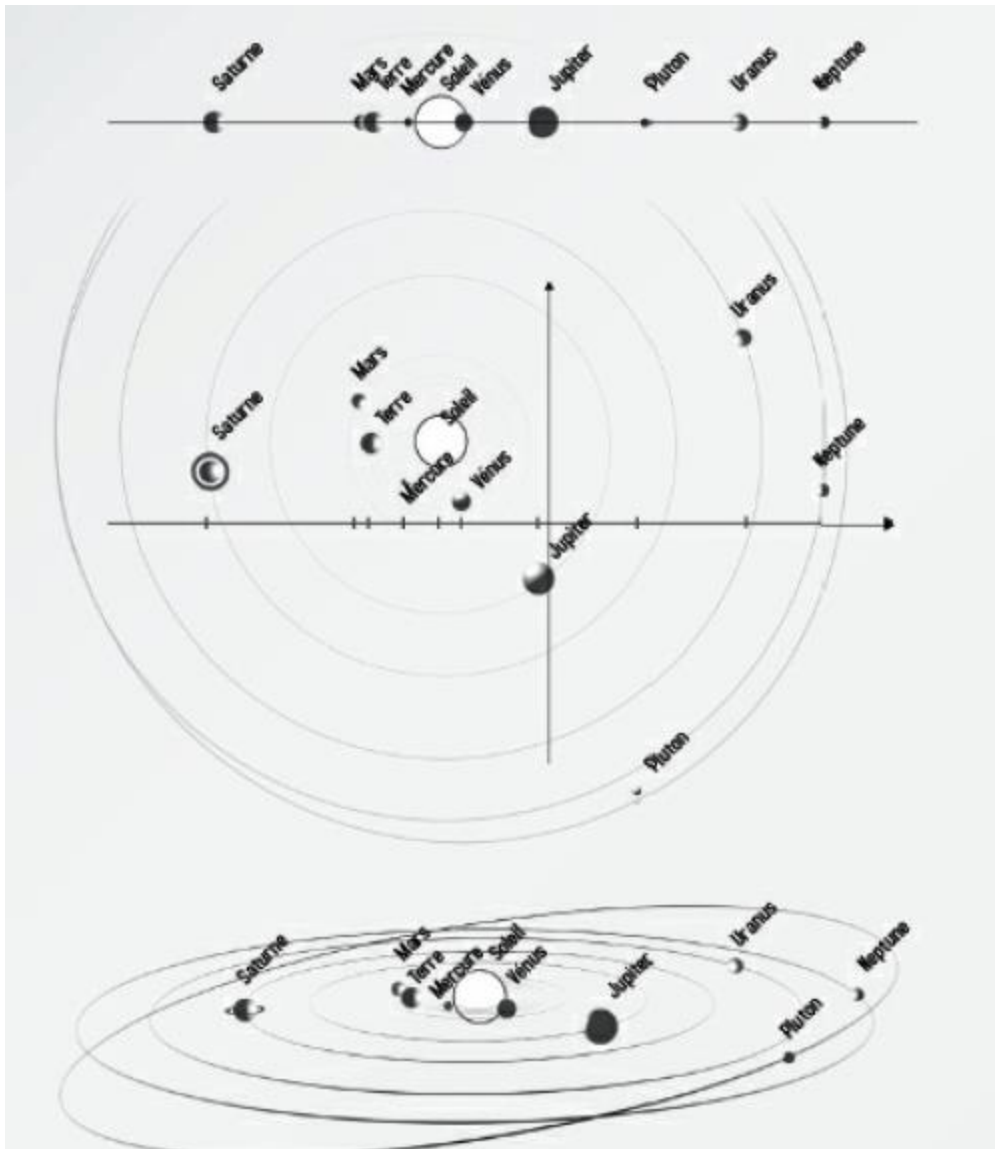 Saturne
Mars
Terre
Mercure
Soleil
Vénus
Jupiter
Pluton
Uranus
Neptune
Uranus
Mars
Saturne
Terre
Soleil
Neptune
Mercure
Vénus
Jupiter
Pluton
Uranus
Saturne
Mars
Terre
Mercure
Soleil
Vénus
Jupiter
Neptune
Pluton